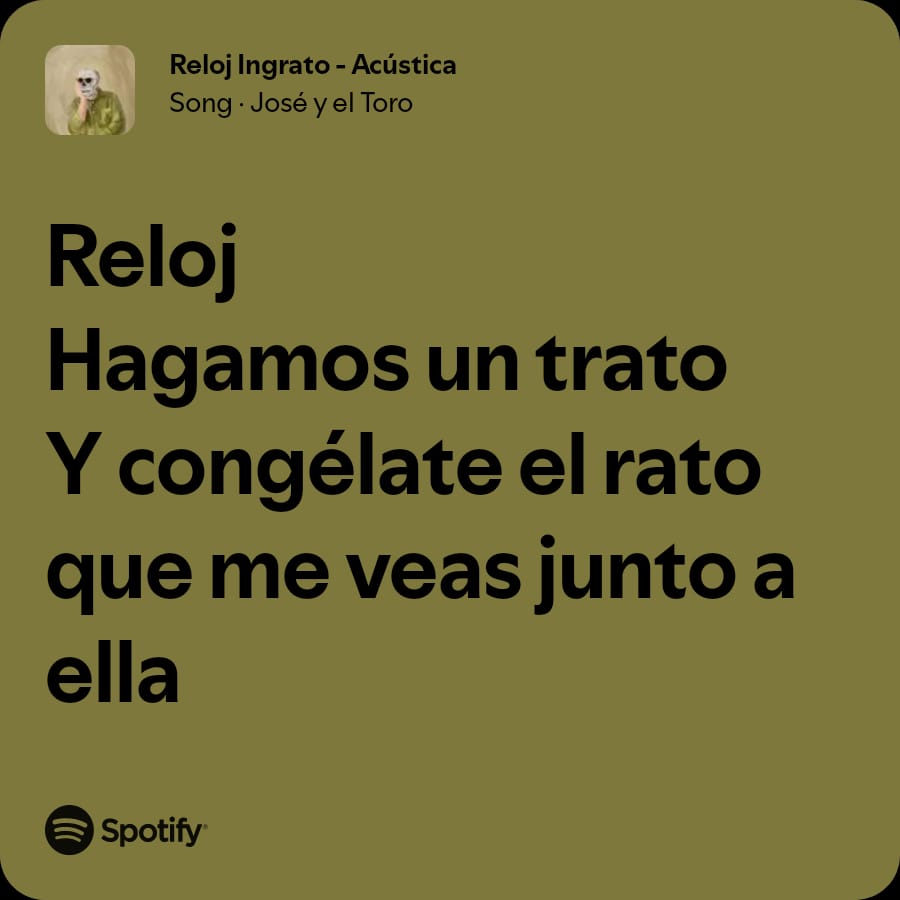 Reloj Ingrato - Acústica
Song · José y el Toro
Reloj
Hagamos un trato
Y congélate el rato
que me veas junto a
ella
Spotify®